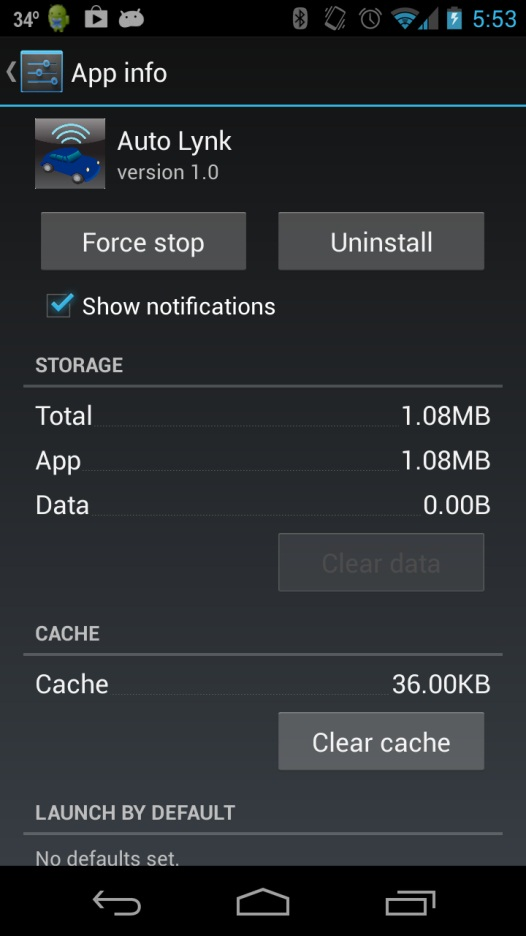 34º 5:53
App info
Auto Lynk
version 1.0
Force stop Uninstall
Show notifications
STORAGE
Total 1.08MB
App 1.08MB
Data 0.00B
Clear data
CACHE
Cache 36.00KB
Clear cache
LAUNCH BY DEFAULT
No defaults set.